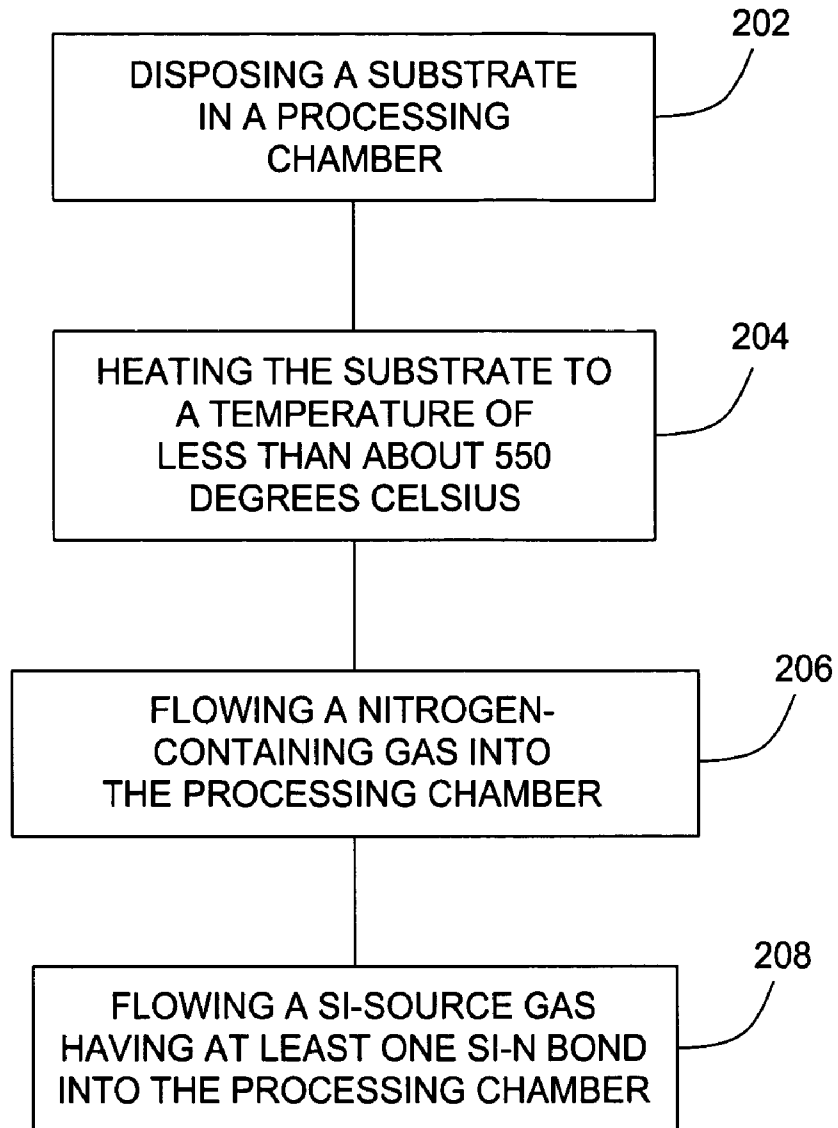 202
DISPOSING A SUBSTRATE
IN A PROCESSING
CHAMBER
204
HEATING THE SUBSTRATE TO
A TEMPERATURE OF
LESS THAN ABOUT 550
DEGREES CELSIUS
206
FLOWING A NITROGEN-
CONTAINING GAS INTO
THE PROCESSING CHAMBER
208
FLOWING A SI-SOURCE GAS
HAVING AT LEAST ONE SI-N BOND
INTO THE PROCESSING CHAMBER